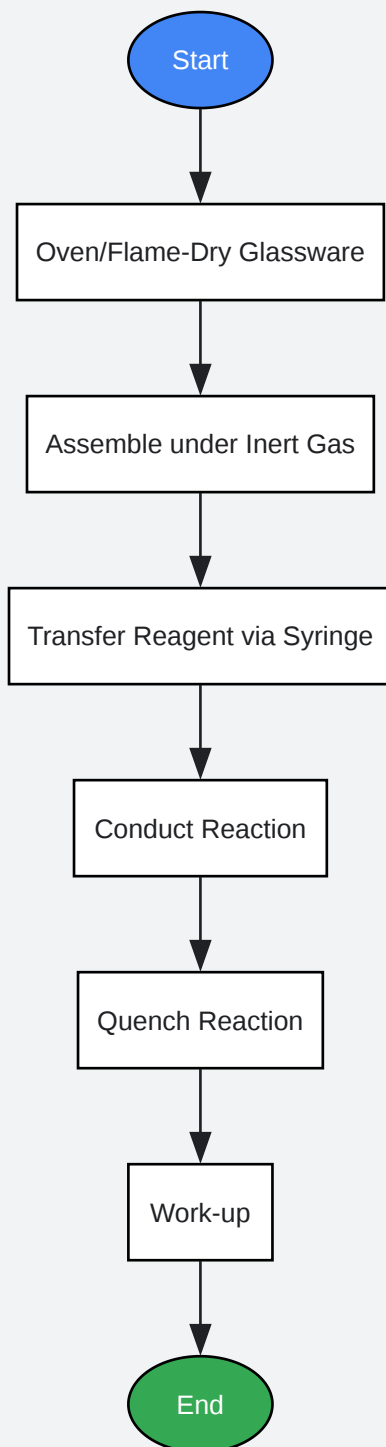 Start
Oven/Flame-Dry Glassware
Assemble under Inert Gas
Transfer Reagent via Syringe
Conduct Reaction
Quench Reaction
Work-up
End